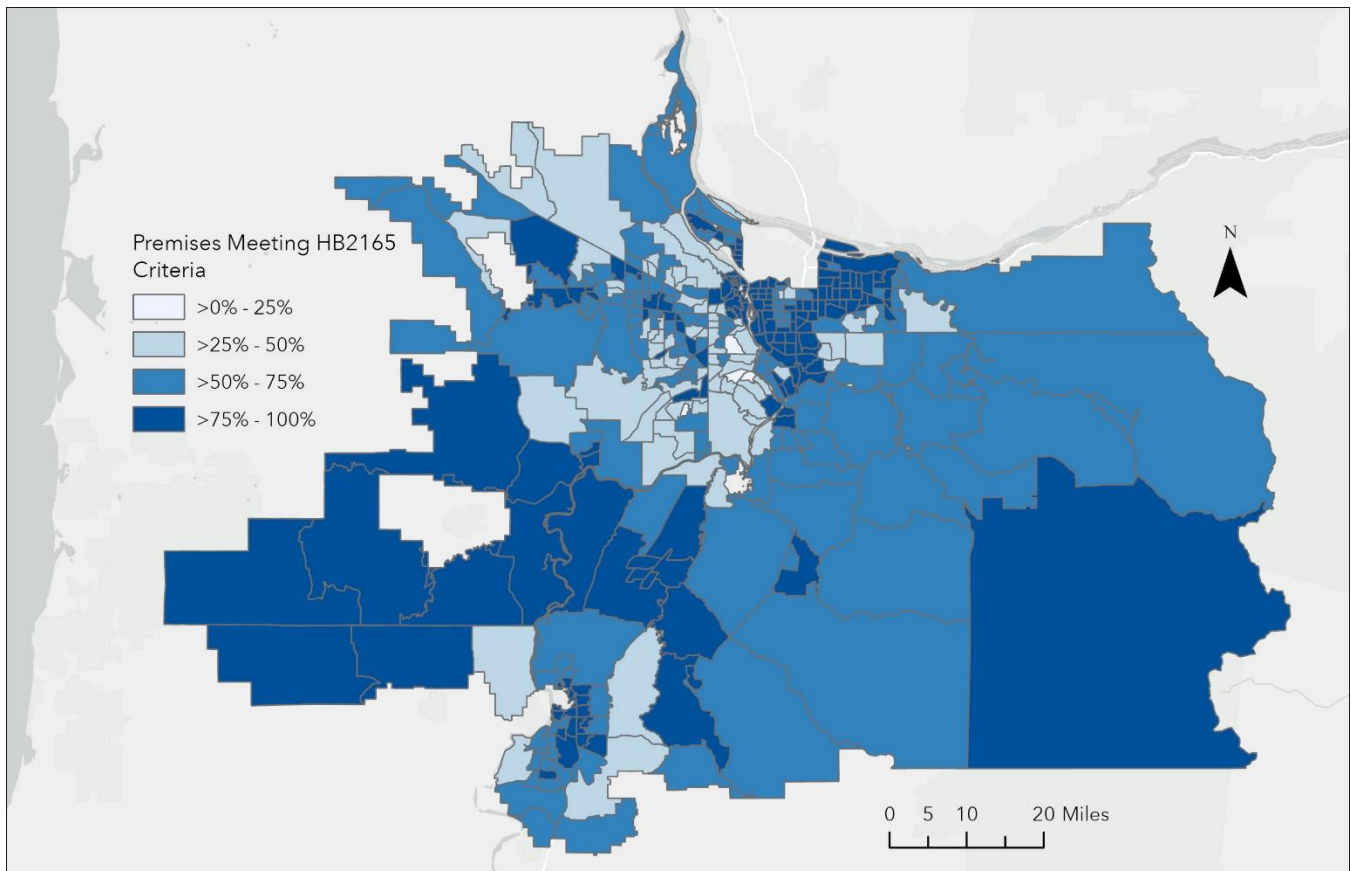 Premises Meeting HB2165
Criteria
>0% - 25%
>25% - 50%
>50% - 75%
>75% - 100%
N
0 5 10 20 Miles